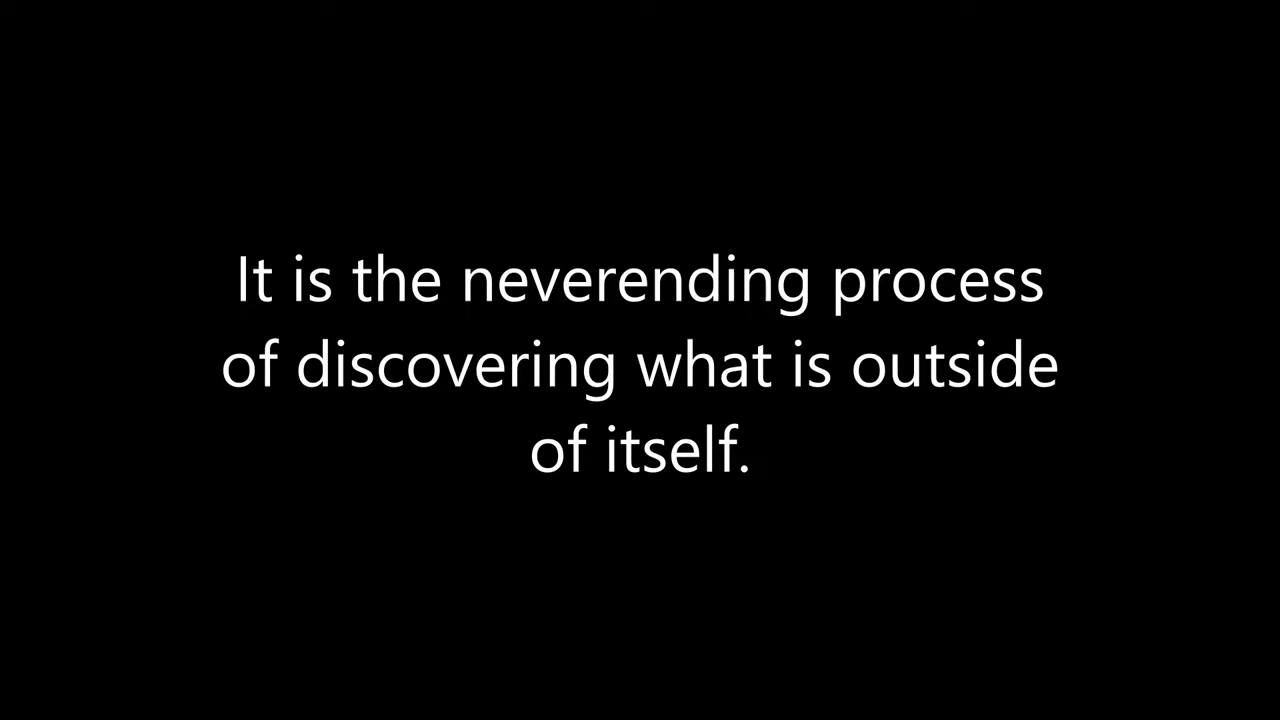 It is the neverending process
of discovering what is outside
of itself.